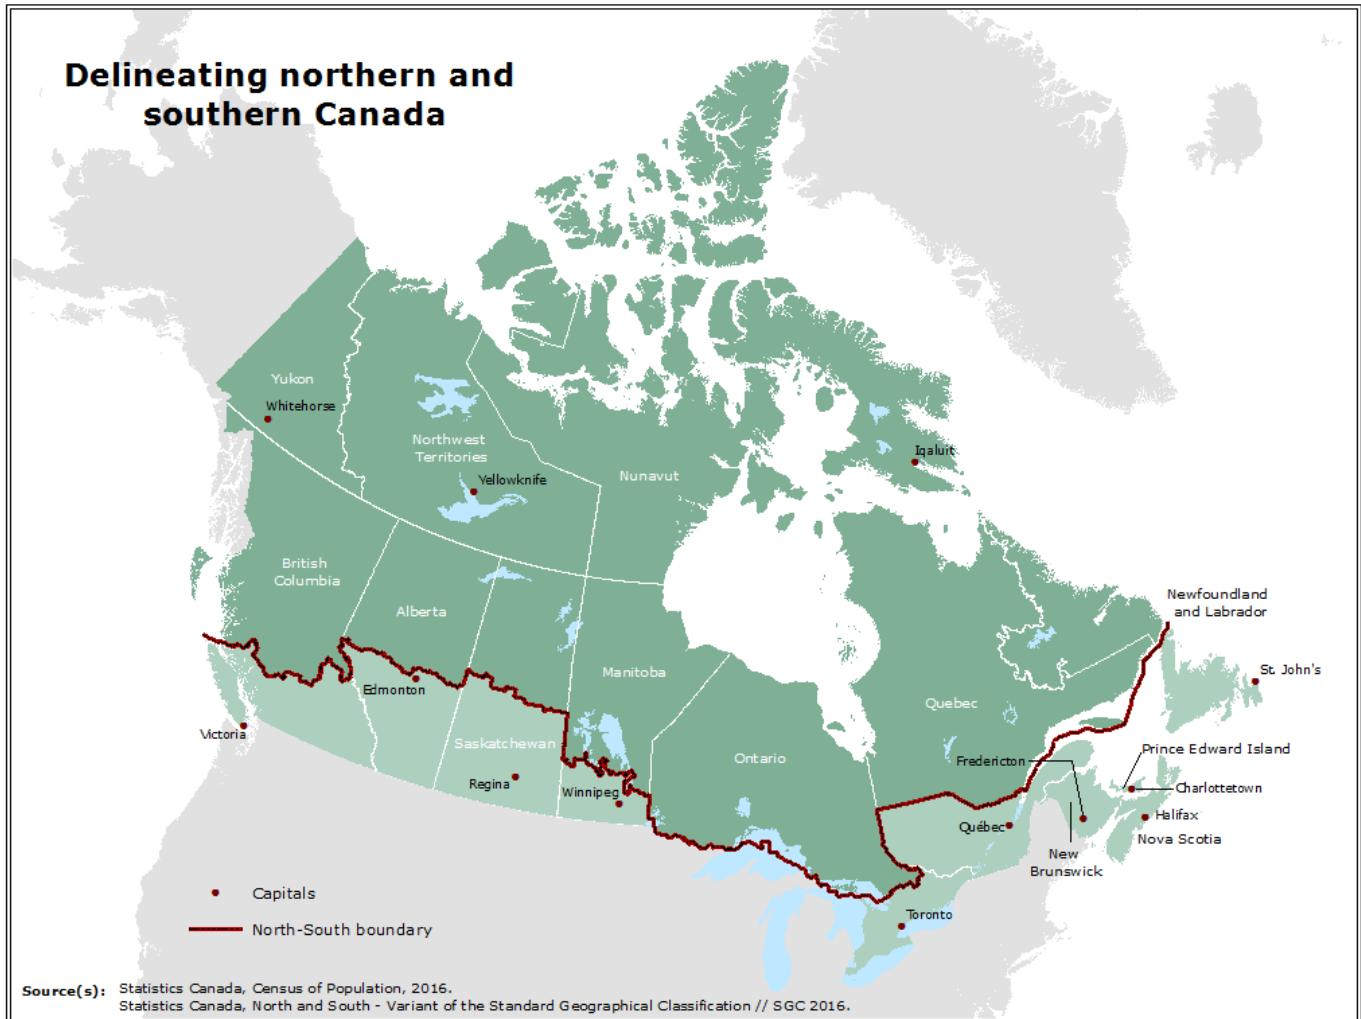 Delineating northern and
southern Canada
Yukon
Whitehorse
Northwest
Territories
Yellowknife
Nunavut
Iqaluit
British
Columbia
Alberta
Newfoundland
and Labrador
Manitoba
St. John's
Edmonton
Quebec
Victoria
Saskatchewan
Ontario
Prince Edward Island
Fredericton
Regina
Winnipeg
Charlottetown
Halifax
Québec
Nova Scotia
New
Brunswick
Capitals
Toronto
North-South boundary
Source(s): Statistics Canada, Census of Population, 2016.
Statistics Canada, North and South - Variant of the Standard Geographical Classification // SGC 2016.